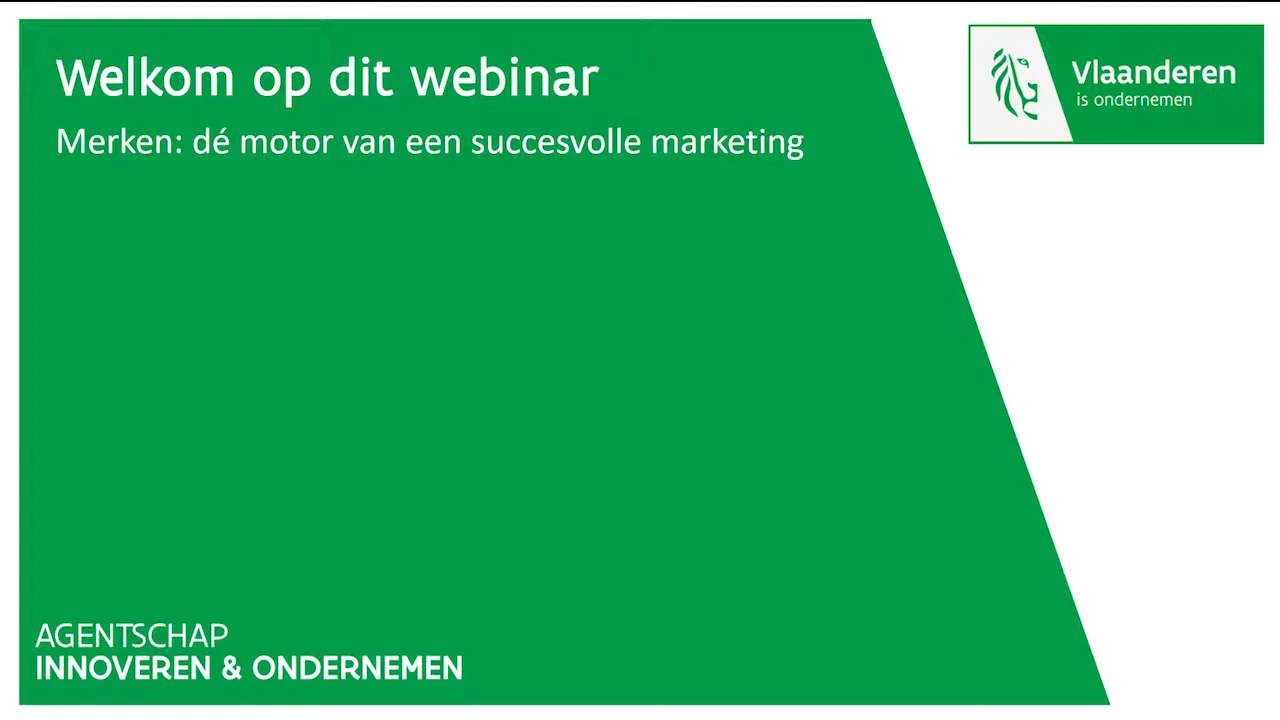 Welkom op dit webinar
Merken: dé motor van een succesvolle marketing
Vlaanderen
is ondernemen
AGENTSCHAP
INNOVEREN & ONDERNEMEN